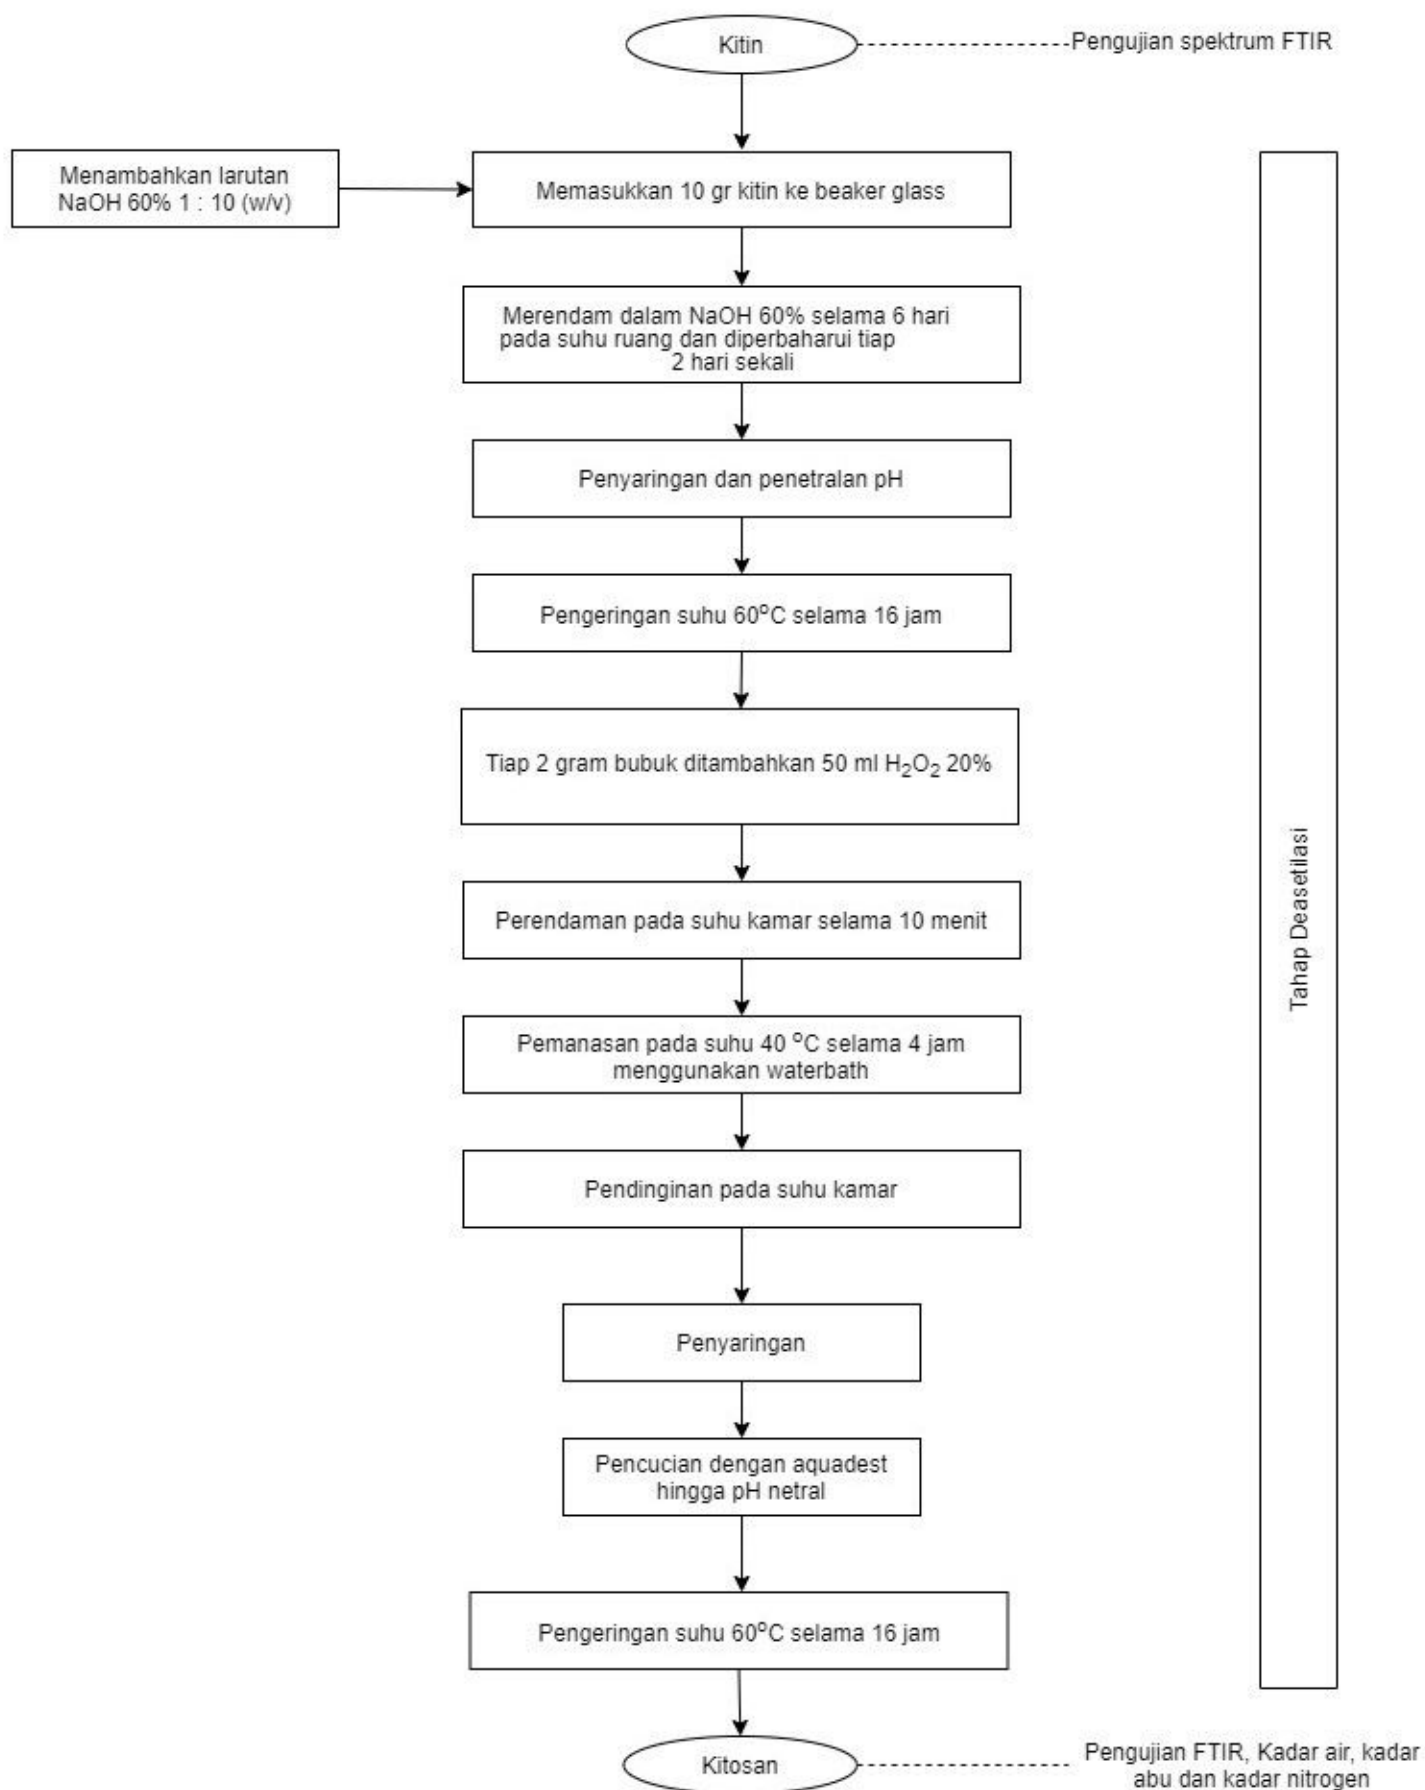 Kitin
Pengujian spektrum FTIR
Menambahkan larutan
NaOH 60% 1 : 10 (w/v)
Memasukkan 10 gr kitin ke beaker glass
Merendam dalam NaOH 60% selama 6 hari
pada suhu ruang dan diperbaharui tiap
2 hari sekali
Penyaringan dan penetralan pH
Pengeringan suhu 60°C selama 16 jam
Tiap 2 gram bubuk ditambahkan 50 ml H₂O₂ 20%
Perendaman pada suhu kamar selama 10 menit
Pemanasan pada suhu 40 °C selama 4 jam
menggunakan waterbath
Pendinginan pada suhu kamar
Penyaringan
Pencucian dengan aquadest
hingga pH netral
Pengeringan suhu 60°C selama 16 jam
Tahap Deasetilasi
Kitosan
Pengujian FTIR, Kadar air, kadar
abu dan kadar nitrogen